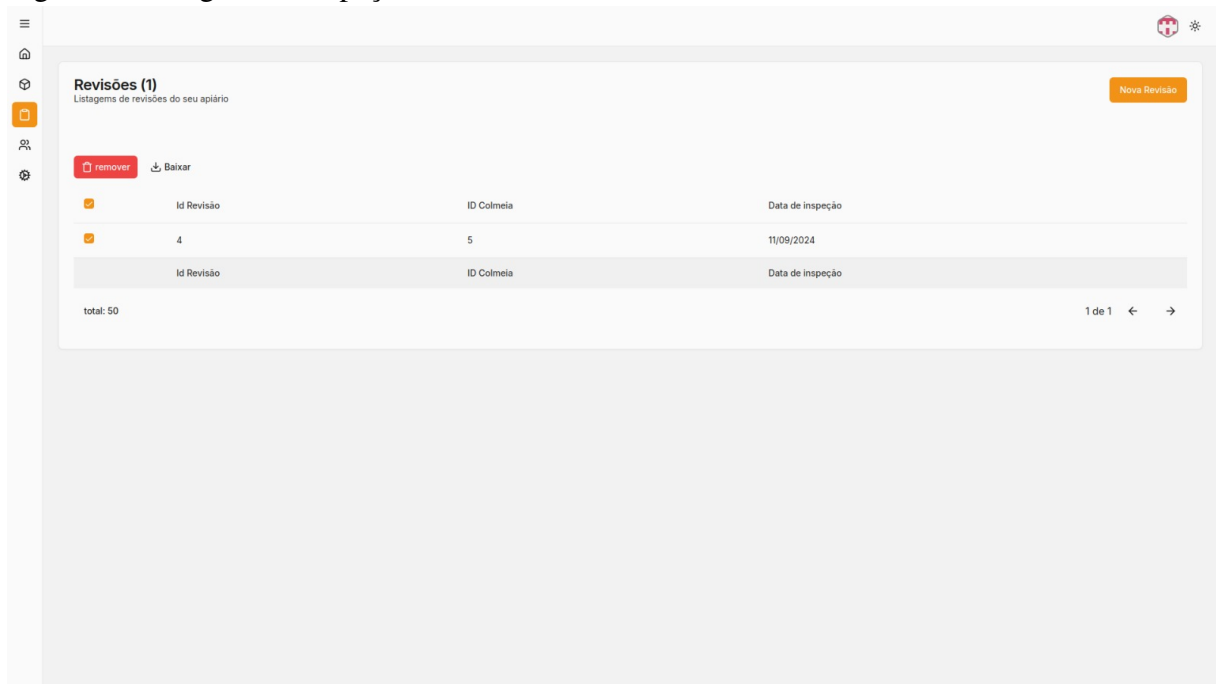 Revisões (1)
Listagems de revisões do seu apiário
Nova Revisão
remover Baixar
Id Revisão ID Colmeia Data de inspeção
4 5 11/09/2024
Id Revisão ID Colmeia Data de inspeção
total: 50 1 de 1